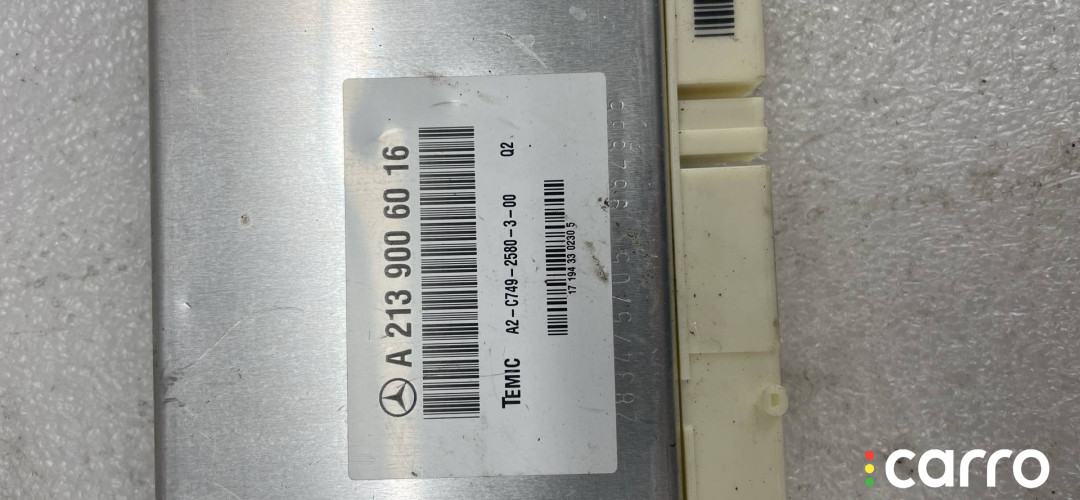 A 213 900 60 16
TEMIC A2-C749-2580-3-00 Q2
17 194 33 0230 5
carro